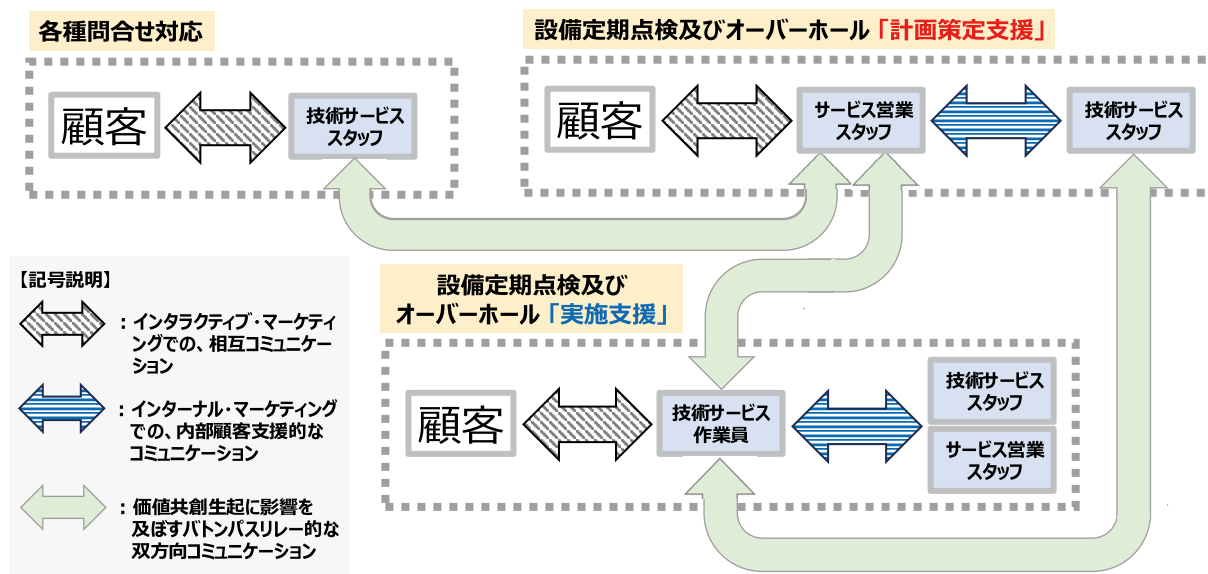 各種問合せ対応
顧客
技術サービス
スタッフ
設備定期点検及びオーバーホール「計画策定支援」
顧客
サービス営業
スタッフ
技術サービス
スタッフ
【記号説明】
：インタラクティブ・マーケティ
ングでの、相互コミュニケー
ション
：インターナル・マーケティング
での、内部顧客支援的な
コミュニケーション
：価値共創生起に影響を
及ぼすバトンパスリレー的な
双方向コミュニケーション
設備定期点検及び
オーバーホール「実施支援」
顧客
技術サービス
作業員
技術サービス
スタッフ
サービス営業
スタッフ